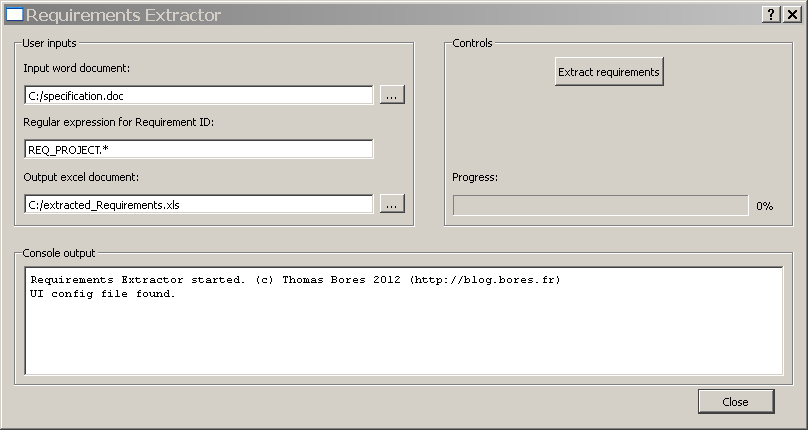 Requirements Extractor
User inputs
Input word document:
C:/specification.doc
...
Regular expression for Requirement ID:
REQ_PROJECT.*
Output excel document:
C:/extracted_Requirements.xls
...
Controls
Extract requirements
Progress:
0%
Console output
Requirements Extractor started. (c) Thomas Bores 2012 (http://blog.bores.fr)
UI config file found.
Close